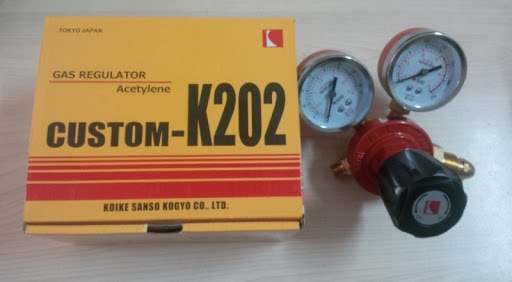 TOKYO JAPAN
GAS REGULATOR
Acetylene
CUSTOM-K202
KOIKE SANSO KOGYO CO., LTD.